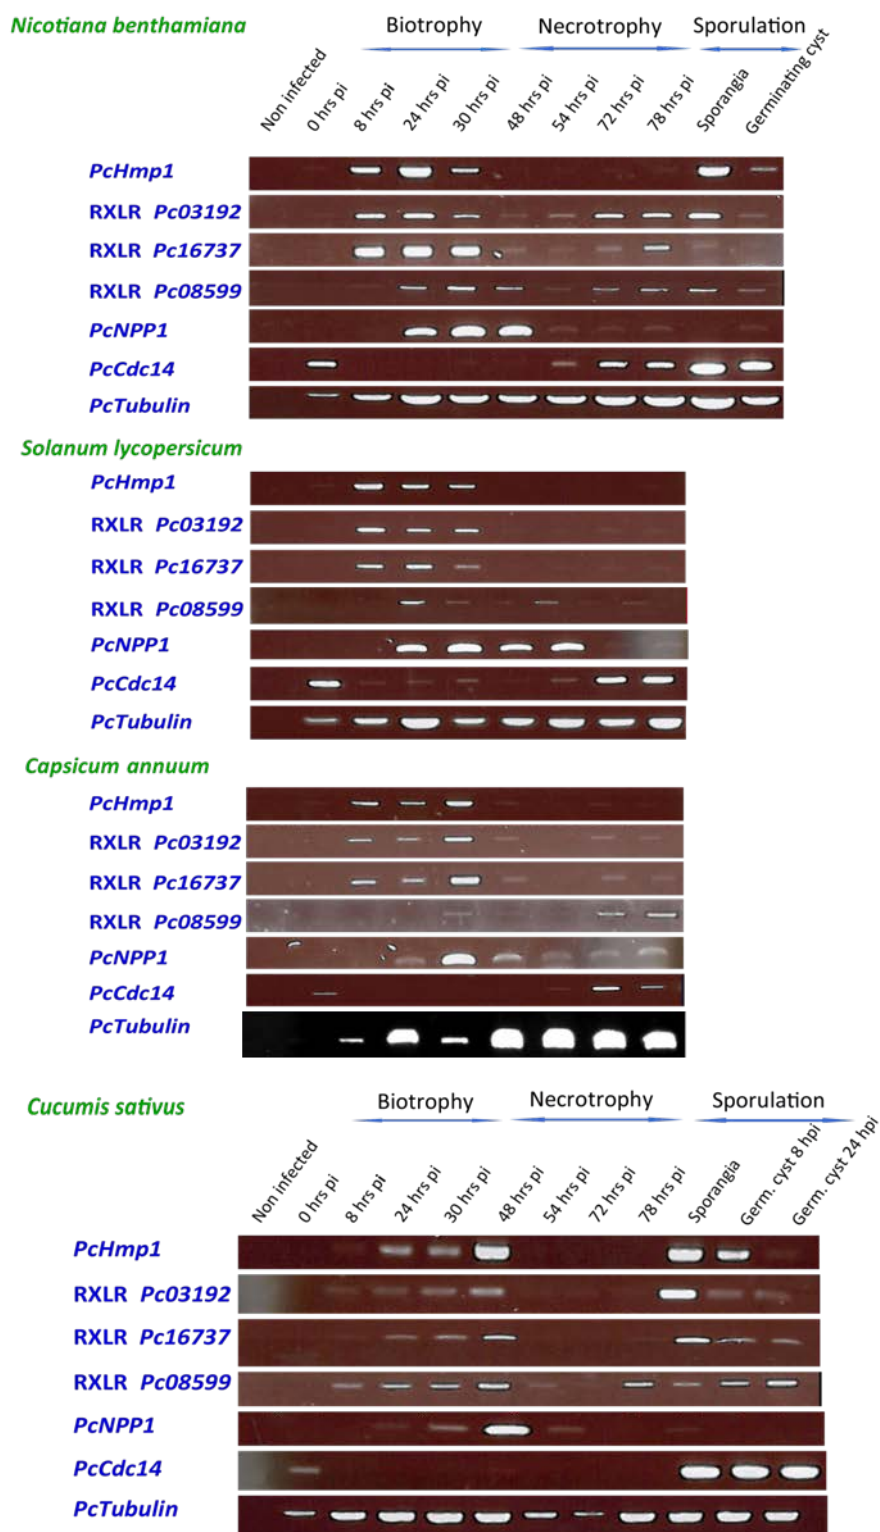 Nicotiana benthamiana
Biotrophy Necrotrophy Sporulation
Non infected
0 hrs pi
8 hrs pi
24 hrs pi
30 hrs pi
48 hrs pi
54 hrs pi
72 hrs pi
78 hrs pi
Sporangia
Germinating cyst
PcHmp1
RXLR Pc03192
RXLR Pc16737
RXLR Pc08599
PcNPP1
PcCdc14
PcTubulin
Solanum lycopersicum
PcHmp1
RXLR Pc03192
RXLR Pc16737
RXLR Pc08599
PcNPP1
PcCdc14
PcTubulin
Capsicum annuum
PcHmp1
RXLR Pc03192
RXLR Pc16737
RXLR Pc08599
PcNPP1
PcCdc14
PcTubulin
Cucumis sativus
Biotrophy Necrotrophy Sporulation
Non infected
0 hrs pi
8 hrs pi
24 hrs pi
30 hrs pi
48 hrs pi
54 hrs pi
72 hrs pi
78 hrs pi
Sporangia
Germ. cyst 8 hpi
Germ. cyst 24 hpi
PcHmp1
RXLR Pc03192
RXLR Pc16737
RXLR Pc08599
PcNPP1
PcCdc14
PcTubulin